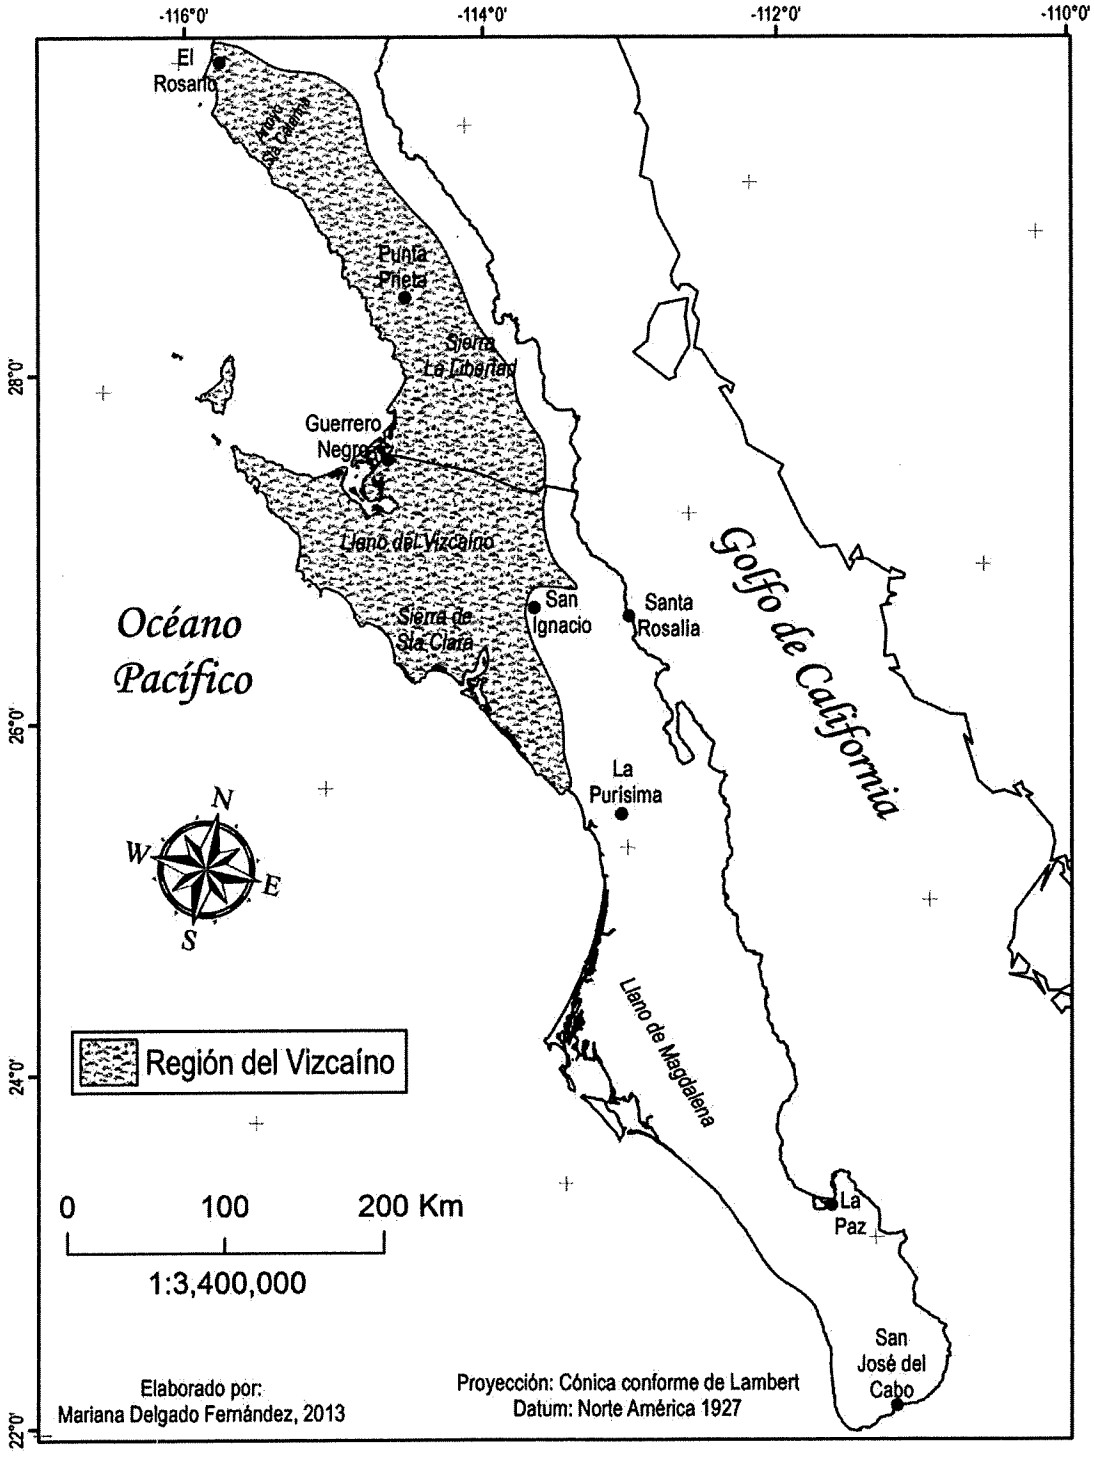 -116°0'
-114°0'
-112°0'
-110°0'
El
Rosario
Arroyo
Sta Catarina
Punta
Prieta
Sierra
La Libertad
28°0'
Guerrero
Negro
Llano del Vizcaíno
Sierra de
Sta Clara
San
Ignacio
Santa
Rosalía
Golfo de California
Océano
Pacífico
26°0'
La
Purísima
N
W
E
S
Llano de Magdalena
24°0'
Región del Vizcaíno
0 100 200 Km
1:3,400,000
La
Paz
San
José del
Cabo
Elaborado por:
Mariana Delgado Fernández, 2013
Proyección: Cónica conforme de Lambert
Datum: Norte América 1927
22°0'